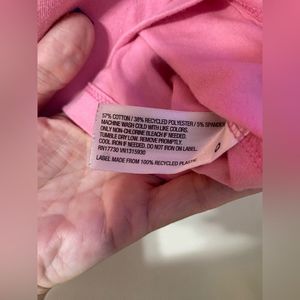 57% COTTON / 38% RECYCLED POLYESTER / 5% SPANDEX
MACHINE WASH COLD WITH LIKE COLORS.
ONLY NON-CHLORINE BLEACH IF NEEDED.
TUMBLE DRY LOW. REMOVE PROMPTLY.
COOL IRON IF NEEDED. DO NOT IRON ON LABEL.
RN17730 VN1315930
LABEL MADE FROM 100% RECYCLED PLASTIC